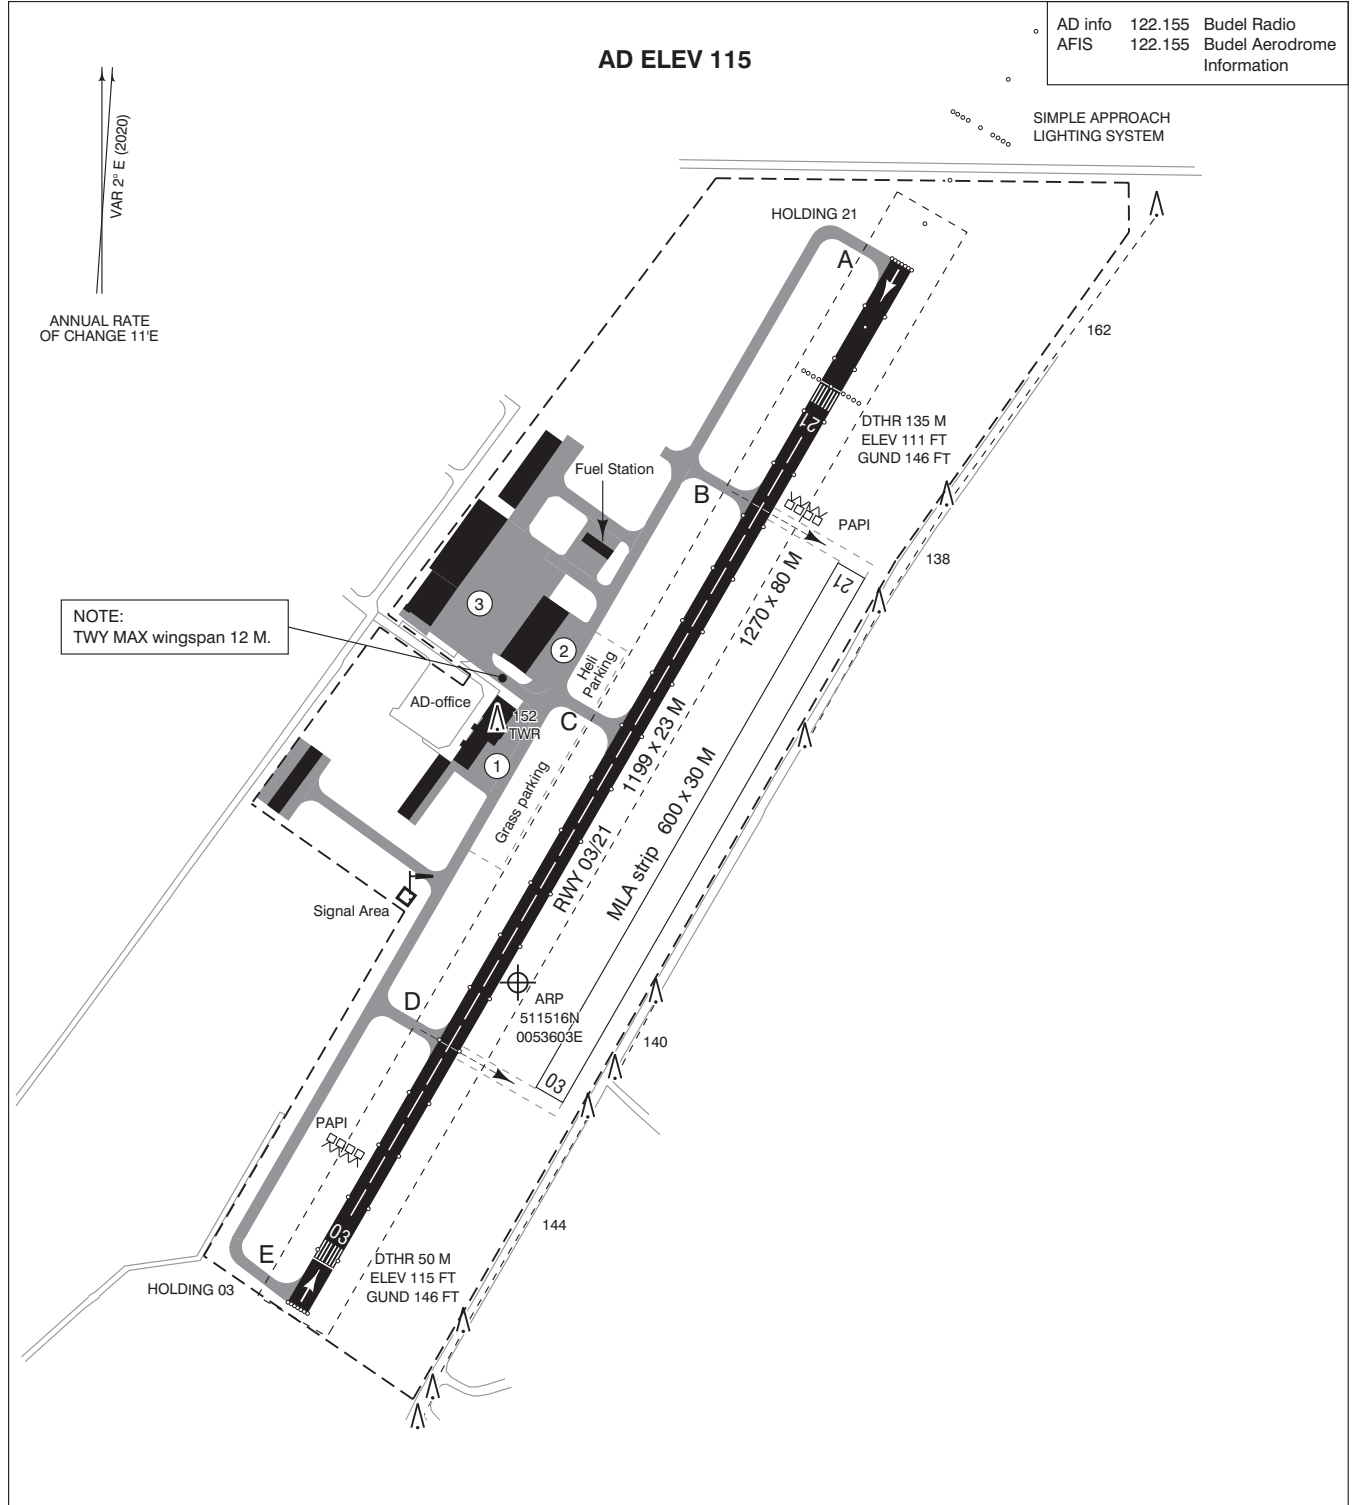 AD info 122.155 Budel Radio
AFIS 122.155 Budel Aerodrome
Information
AD ELEV 115
VAR 2° E (2020)
ANNUAL RATE
OF CHANGE 11'E
SIMPLE APPROACH
LIGHTING SYSTEM
HOLDING 21
A
162
21
DTHR 135 M
ELEV 111 FT
GUND 146 FT
Fuel Station
B
PAPI
138
21
1270 x 80 M
NOTE:
TWY MAX wingspan 12 M.
3
2
Heli
Parking
AD-office
152
TWR
C
1
1199 x 23 M
600 x 30 M
Grass parking
RWY 03/21
MLA strip
Signal Area
D
ARP
511516N
0053603E
140
03
PAPI
144
03
E
DTHR 50 M
ELEV 115 FT
GUND 146 FT
HOLDING 03